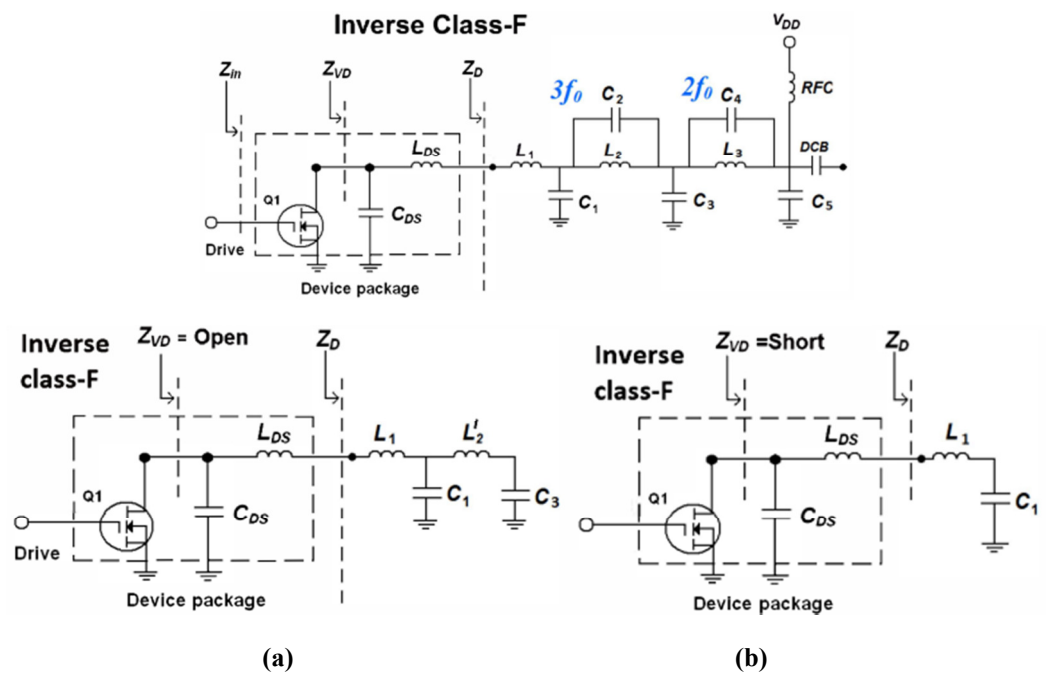 Inverse Class-F
V_DD
Z_in
Z_VD
Z_D
3f_0
C_2
2f_0
C_4
RFC
L_DS
L_1
L_2
L_3
DCB
Q1
C_DS
C_1
C_3
C_5
Drive
Device package
Inverse
class-F
Z_VD = Open
Z_D
L_DS
L_1
L'_2
Q1
C_DS
C_1
C_3
Drive
Device package
(a)
Inverse
class-F
Z_VD =Short
Z_D
L_DS
L_1
Q1
C_DS
C_1
Device package
(b)